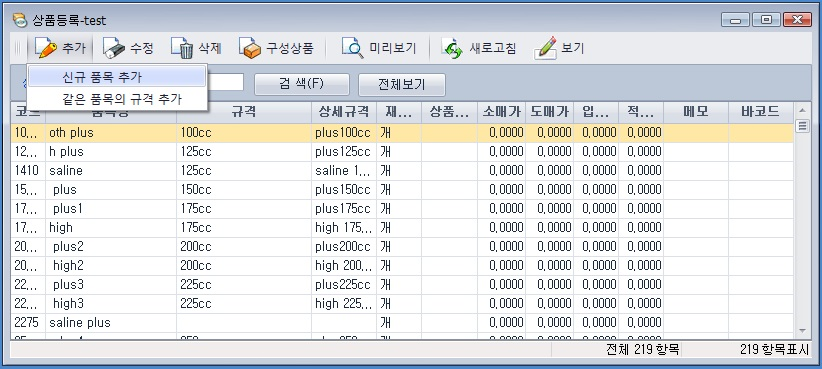 상품등록-test
추가 수정 삭제 구성상품 미리보기 새로고침 보기
신규 품목 추가
같은 품목의 규격 추가
검 색(F) 전체보기
코드 품목명 규격 상세규격 재... 상품... 소매가 도매가 입... 적... 메모 바코드
10... oth plus 100cc plus100cc 개 0,0000 0,0000 0,0000 0,0000
12... h plus 125cc plus125cc 개 0,0000 0,0000 0,0000 0,0000
1410 saline 125cc saline 1... 개 0,0000 0,0000 0,0000 0,0000
15... plus 150cc plus150cc 개 0,0000 0,0000 0,0000 0,0000
17... plus1 175cc plus175cc 개 0,0000 0,0000 0,0000 0,0000
17... high 175cc high 175... 개 0,0000 0,0000 0,0000 0,0000
20... plus2 200cc plus200cc 개 0,0000 0,0000 0,0000 0,0000
20... high2 200cc high 200... 개 0,0000 0,0000 0,0000 0,0000
22... plus3 225cc plus225cc 개 0,0000 0,0000 0,0000 0,0000
22... high3 225cc high 225... 개 0,0000 0,0000 0,0000 0,0000
2275 saline plus 개 0,0000 0,0000 0,0000 0,0000
전체 219 항목 219 항목표시